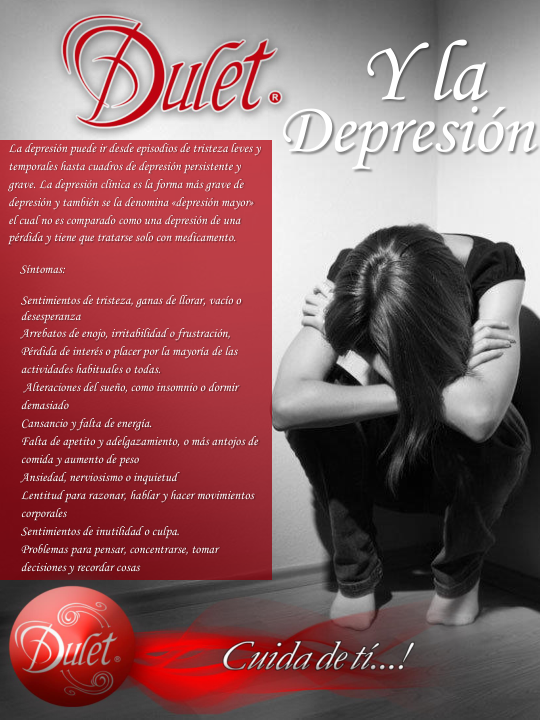 Dulet®
Y la
Depresión
La depresión puede ir desde episodios de tristeza leves y
temporales hasta cuadros de depresión persistente y
grave. La depresión clínica es la forma más grave de
depresión y también se la denomina «depresión mayor»
el cual no es comparado como una depresión de una
pérdida y tiene que tratarse solo con medicamento.
Síntomas:
Sentimientos de tristeza, ganas de llorar, vacío o
desesperanza
Arrebatos de enojo, irritabilidad o frustración,
Pérdida de interés o placer por la mayoría de las
actividades habituales o todas.
Alteraciones del sueño, como insomnio o dormir
demasiado
Cansancio y falta de energía.
Falta de apetito y adelgazamiento, o más antojos de
comida y aumento de peso
Ansiedad, nerviosismo o inquietud
Lentitud para razonar, hablar y hacer movimientos
corporales
Sentimientos de inutilidad o culpa.
Problemas para pensar, concentrarse, tomar
decisiones y recordar cosas
Dulet®
Cuida de tí...!